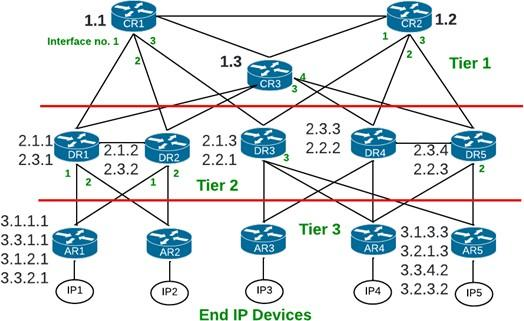 1.1
CR1
CR2
1.2
Interface no. 1
3
2
1
3
2
1.3
CR3
4
3
Tier 1
2.1.1
2.3.1
DR1
2.1.2
2.3.2
DR2
2.1.3
2.2.1
DR3
3
2.3.3
2.2.2
DR4
2.3.4
2.2.3
DR5
1
2
1
2
2
Tier 2
Tier 3
3.1.1.1
3.3.1.1
3.1.2.1
3.3.2.1
AR1
AR2
AR3
AR4
3.1.3.3
3.2.1.3
3.3.4.2
3.2.3.2
AR5
IP1
IP2
IP3
IP4
IP5
End IP Devices